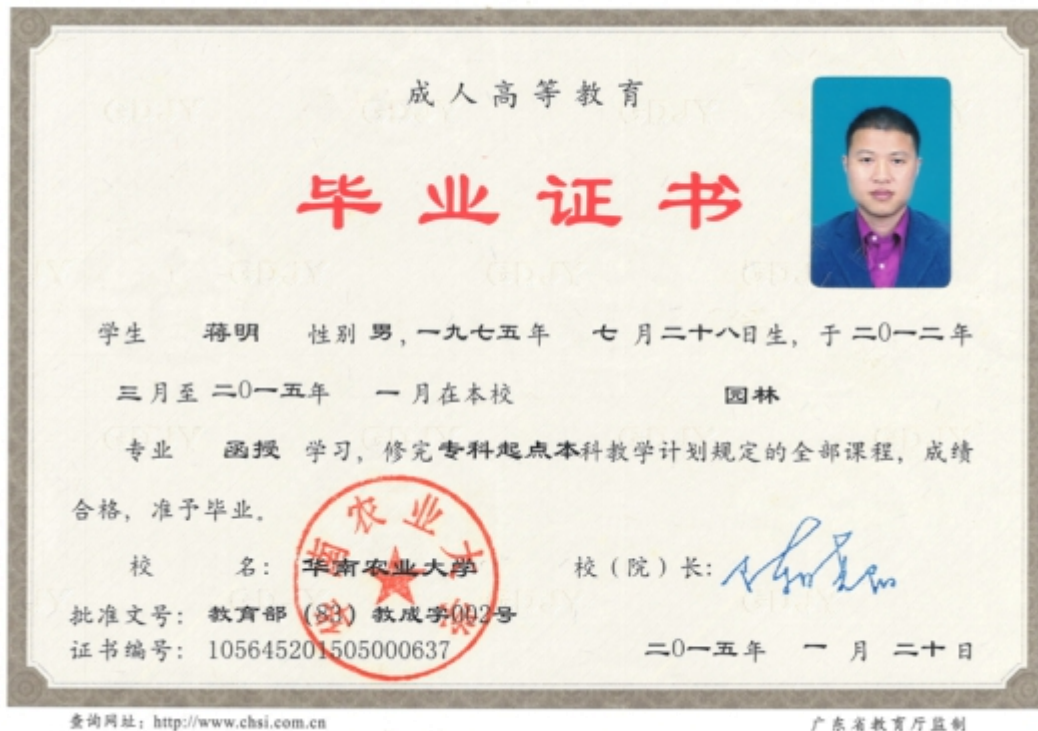 成人高等教育
毕业证书
学生 蒋明 性别 男，一九七五年 七 月二十八日生，于 二0一二年
三月至 二0一五年 一 月在本校 园林
专业 函授 学习，修完专科起点本科教学计划规定的全部课程，成绩
合格，准予毕业。
校 名： 华南农业大学 校（院）长：
批准文号： 教育部（83）教成字002号
证书编号： 105645201505000637 二0一五年 一 月 二十日
华南农业大学
查询网址：http://www.chsi.com.cn 广东省教育厅监制